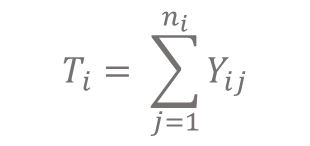 $T_i = \sum_{j=1}^{n_i} Y_{ij}$